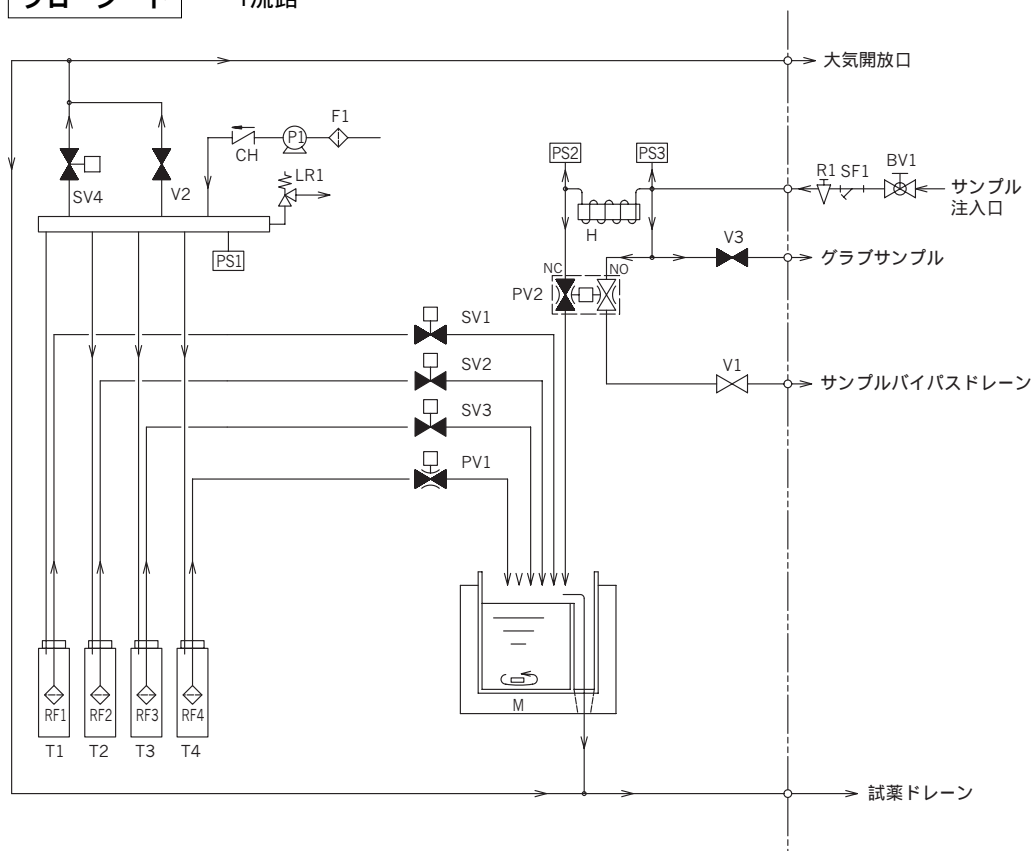 フローシート
1流路
大気開放口
F1
P1
CH
LR1
SV4
V2
PS1
PS2
PS3
R1 SF1
BV1
サンプル
注入口
H
V3
グラブサンプル
NC
NO
PV2
SV1
V1
サンプルバイパスドレーン
SV2
SV3
PV1
RF1
RF2
RF3
RF4
M
T1
T2
T3
T4
試薬ドレーン